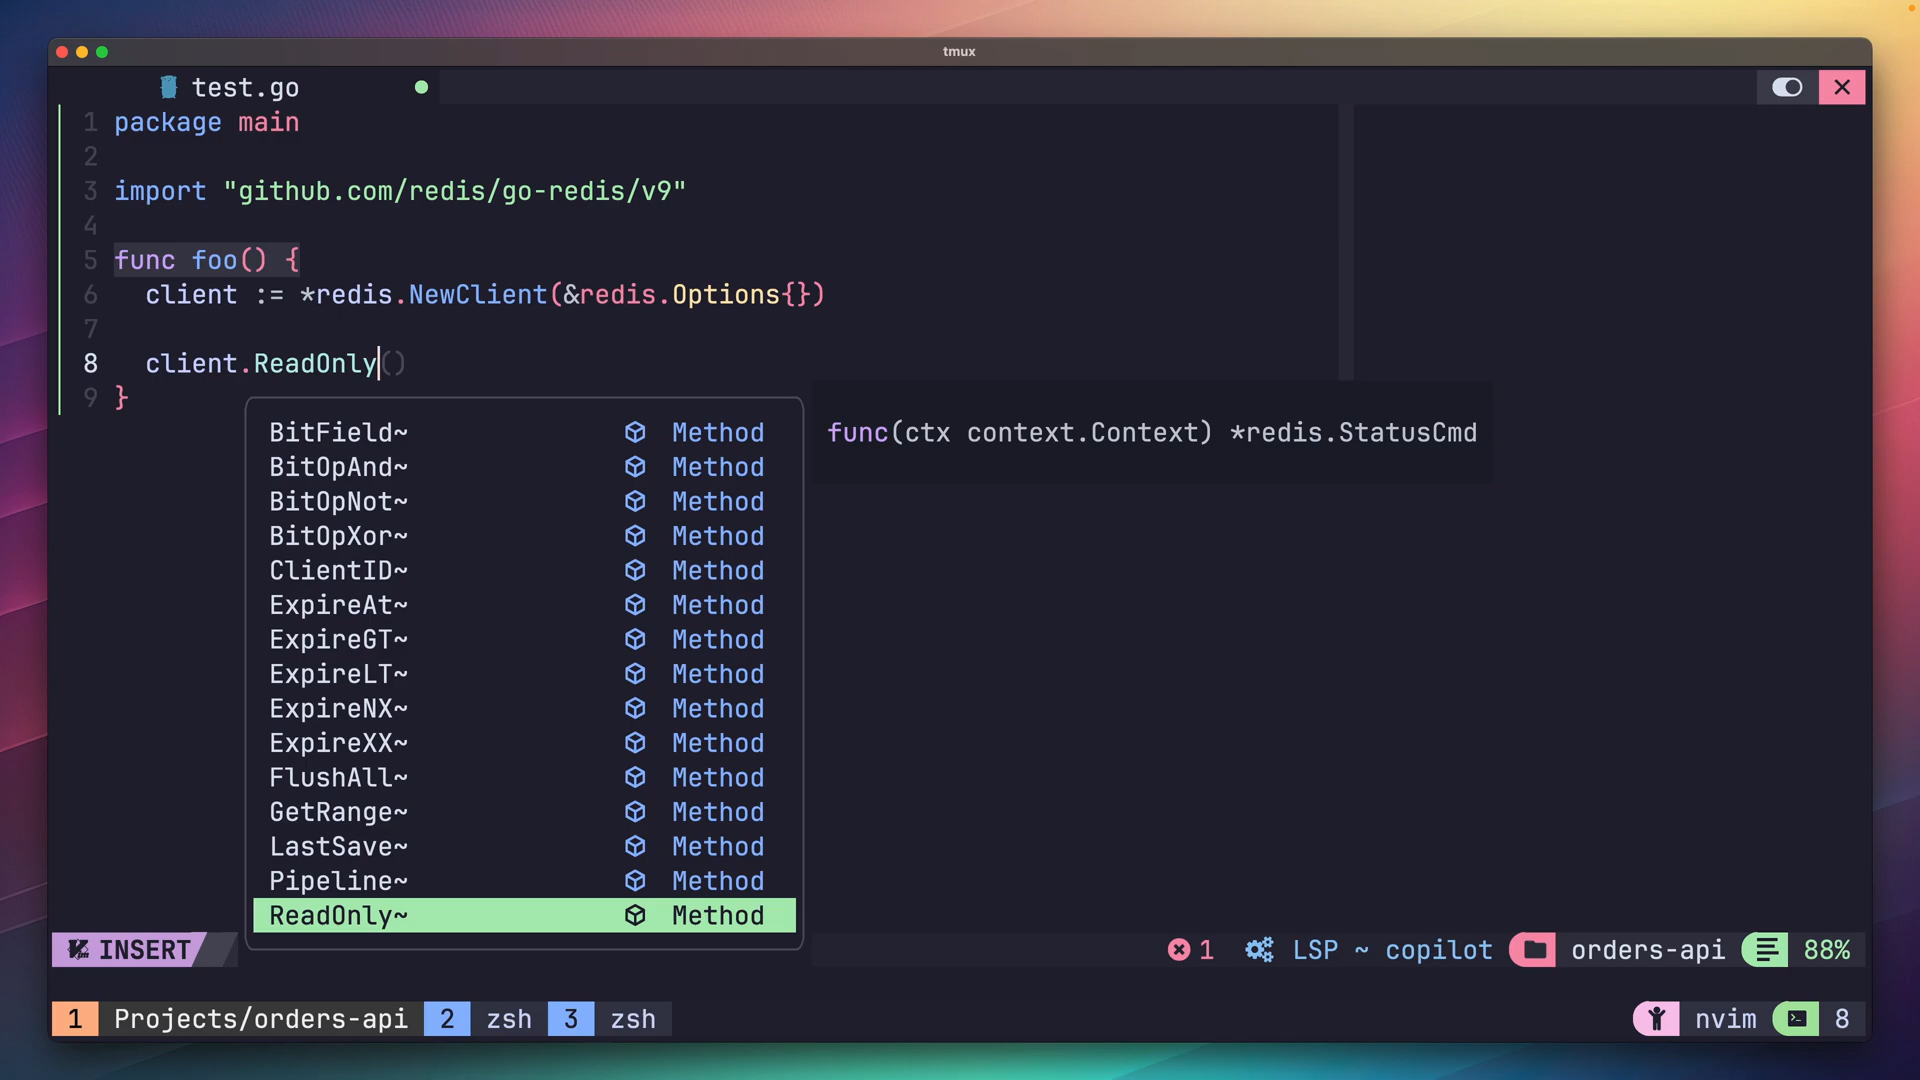 tmux
test.go
1 package main
2
3 import "github.com/redis/go-redis/v9"
4
5 func foo() {
6 client := *redis.NewClient(&redis.Options{})
7
8 client.ReadOnly()
9 }
BitField~ Method
BitOpAnd~ Method
BitOpNot~ Method
BitOpXor~ Method
ClientID~ Method
ExpireAt~ Method
ExpireGT~ Method
ExpireLT~ Method
ExpireNX~ Method
ExpireXX~ Method
FlushAll~ Method
GetRange~ Method
LastSave~ Method
Pipeline~ Method
ReadOnly~ Method
func(ctx context.Context) *redis.StatusCmd
INSERT 1 LSP ~ copilot orders-api 88%
1 Projects/orders-api 2 zsh 3 zsh nvim 8